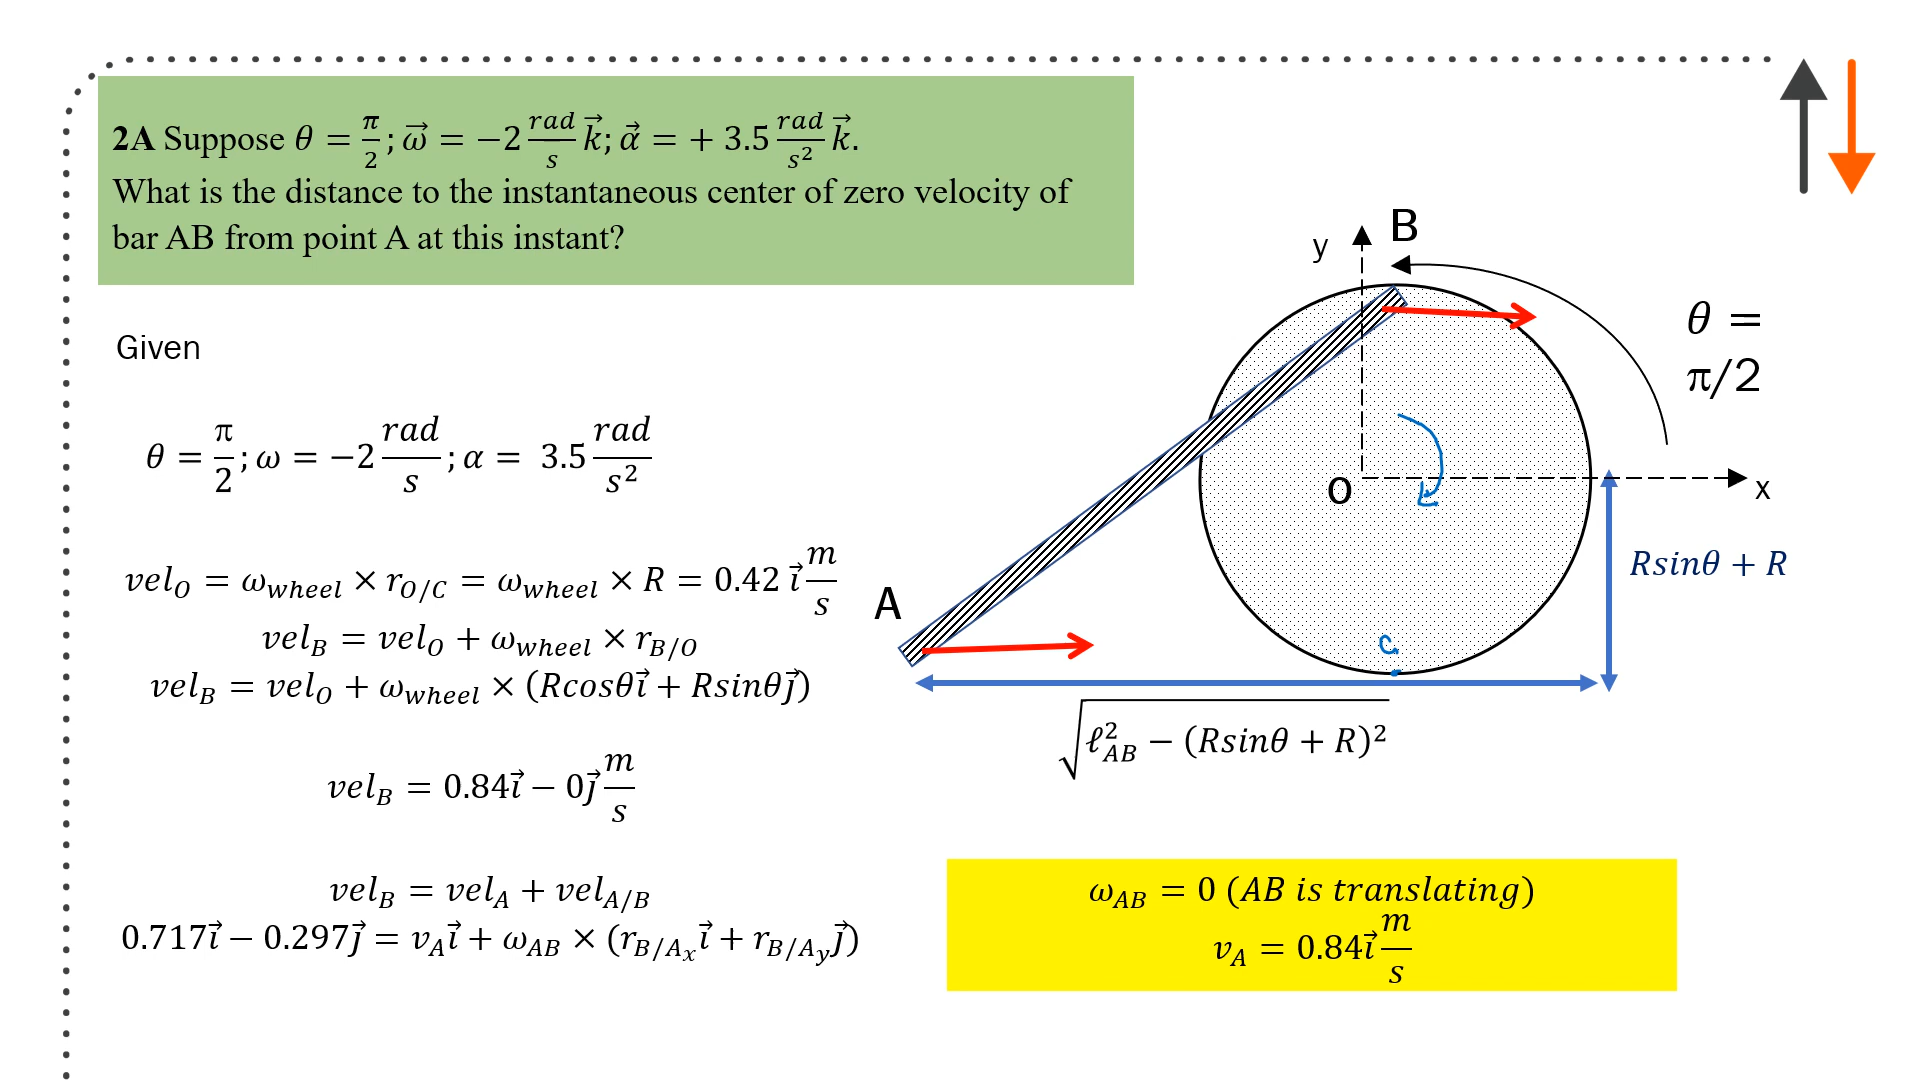 2A Suppose θ = π/2; ω⃗ = −2 rad/s k⃗; α⃗ = + 3.5 rad/s² k⃗.
What is the distance to the instantaneous center of zero velocity of
bar AB from point A at this instant?
Given
θ = π/2; ω = −2 rad/s; α = 3.5 rad/s²
vel_O = ω_wheel × r_O/C = ω_wheel × R = 0.42 i⃗ m/s
vel_B = vel_O + ω_wheel × r_B/O
vel_B = vel_O + ω_wheel × (Rcosθi⃗ + Rsinθj⃗)
vel_B = 0.84i⃗ − 0j⃗ m/s
vel_B = vel_A + vel_A/B
0.717i⃗ − 0.297j⃗ = v_A i⃗ + ω_AB × (r_B/A_x i⃗ + r_B/A_y j⃗)
B
y
θ =
π/2
O
x
Rsinθ + R
A
C
√(ℓ_AB² − (Rsinθ + R)²)
ω_AB = 0 (AB is translating)
v_A = 0.84i⃗ m/s